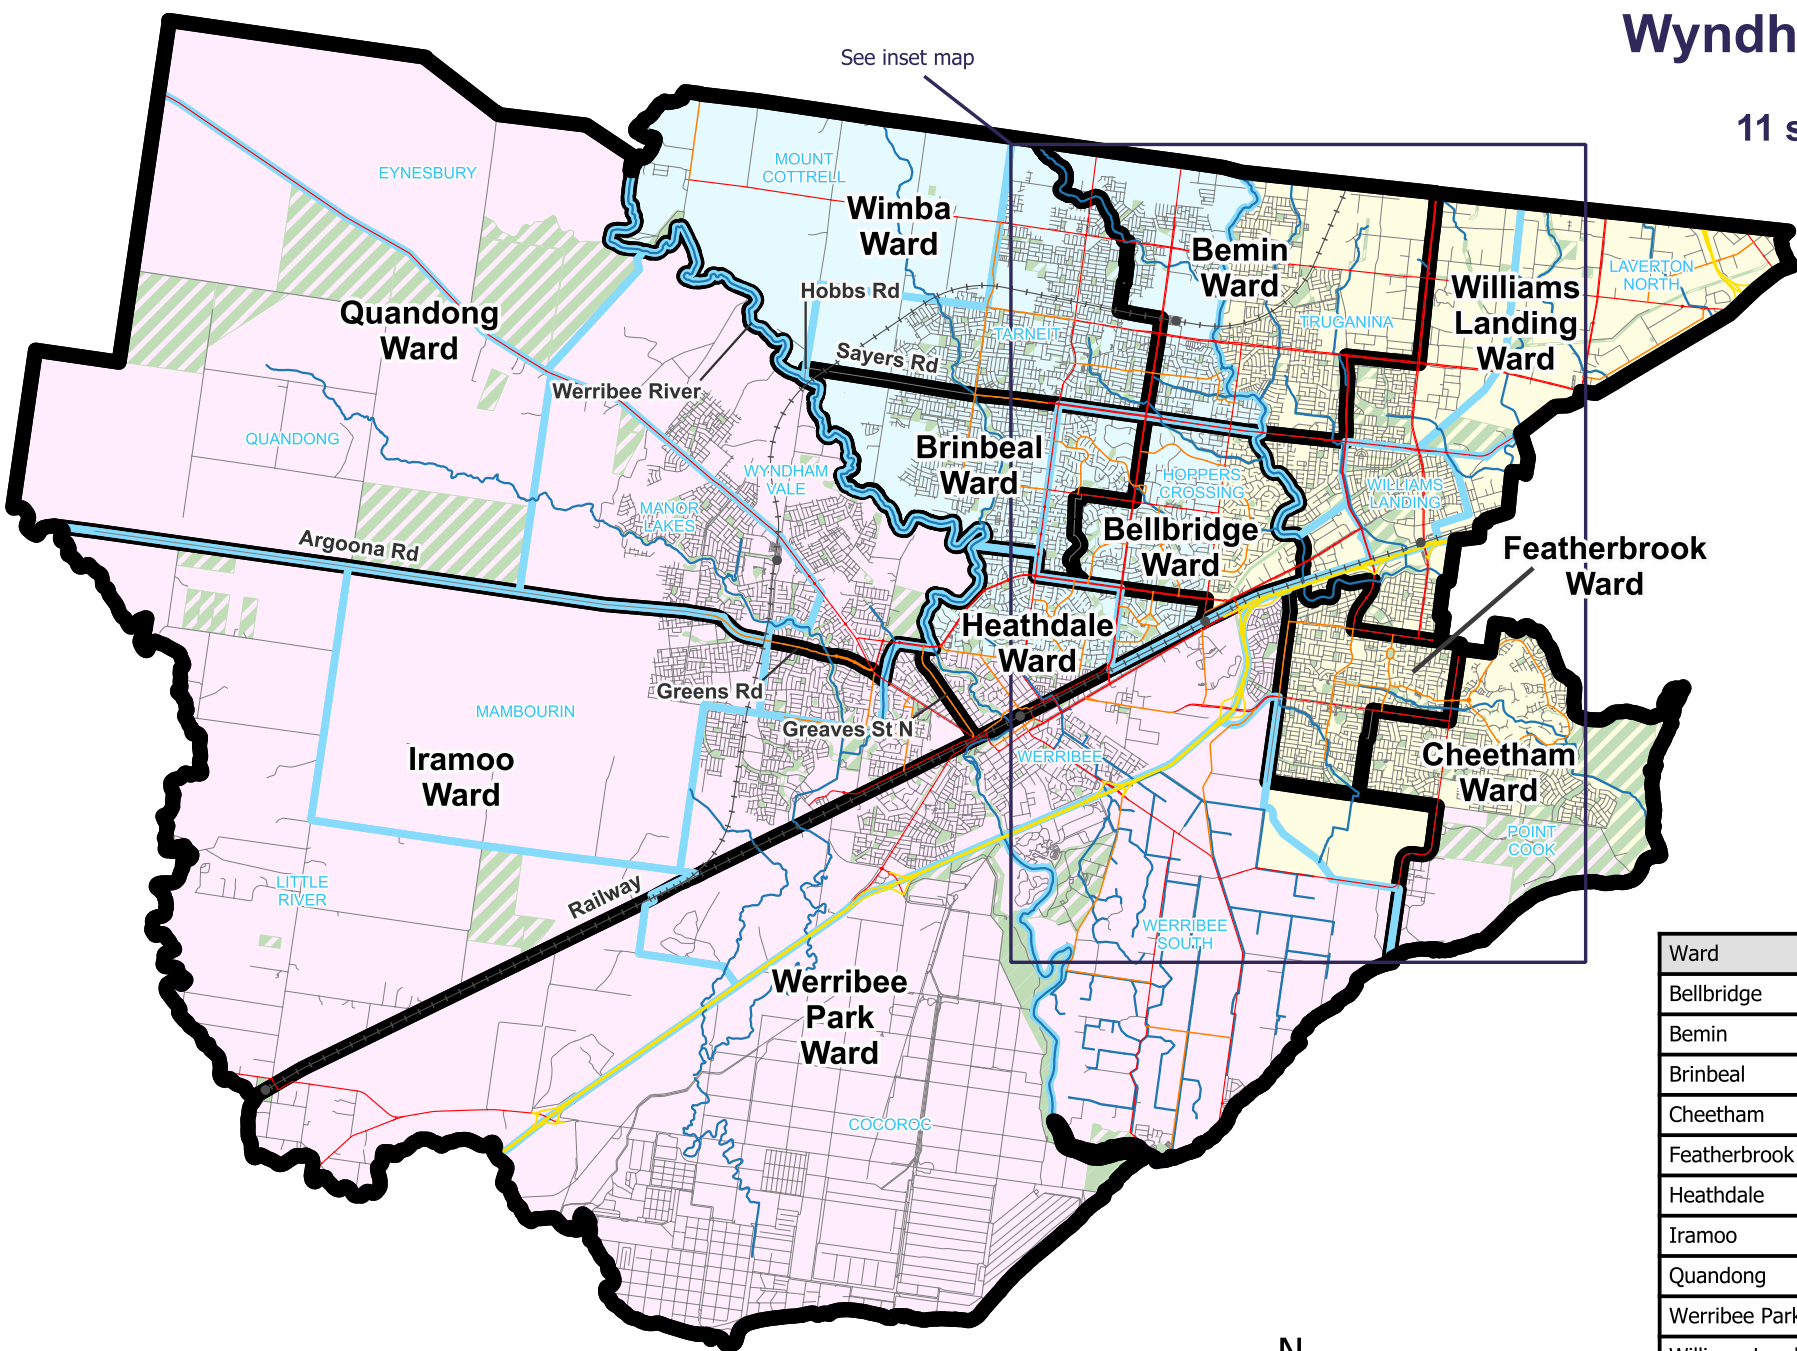 Wyndh
11 s
See inset map
EYNESBURY
MOUNT
COTTRELL
Wimba
Ward
Bemin
Ward
LAVERTON
NORTH
Williams
Landing
Ward
Hobbs Rd
Quandong
Ward
TARNEIT
TRUGANINA
Sayers Rd
Werribee River
QUANDONG
Brinbeal
Ward
WYNDHAM
VALE
HOPPERS
CROSSING
WILLIAMS
LANDING
MANOR
LAKES
Bellbridge
Ward
Argoona Rd
Featherbrook
Ward
Heathdale
Ward
Greens Rd
MAMBOURIN
Greaves St N
WERRIBEE
Iramoo
Ward
Cheetham
Ward
POINT
COOK
LITTLE
RIVER
Railway
WERRIBEE
SOUTH
Werribee
Park
Ward
COCOROC
Ward
Bellbridge
Bemin
Brinbeal
Cheetham
Featherbrook
Heathdale
Iramoo
Quandong
Werribee Park
N